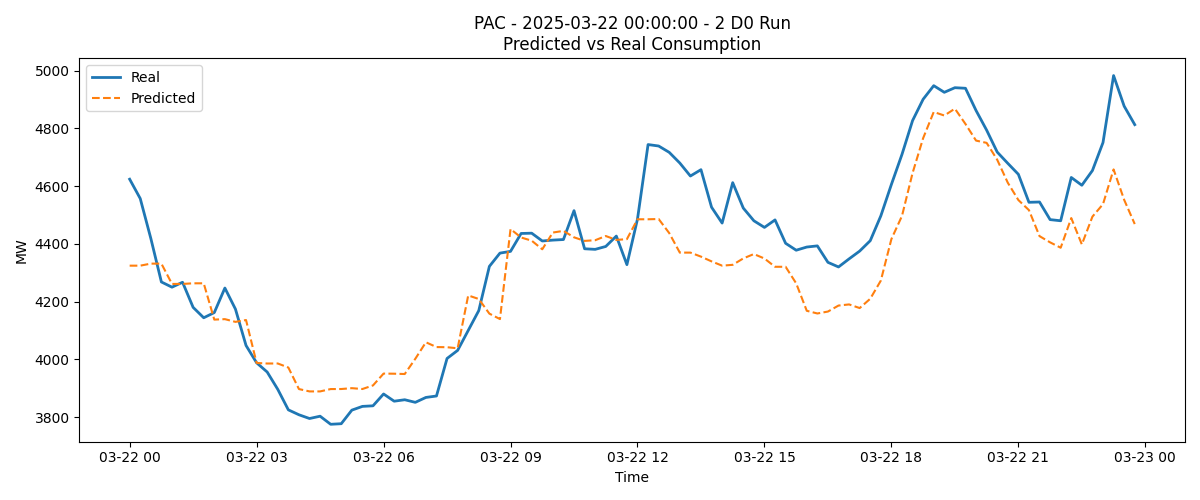 PAC - 2025-03-22 00:00:00 - 2 D0 Run
Predicted vs Real Consumption
Real
Predicted
5000
4800
4600
4400
4200
4000
3800
MW
03-22 00
03-22 03
03-22 06
03-22 09
03-22 12
03-22 15
03-22 18
03-22 21
03-23 00
Time